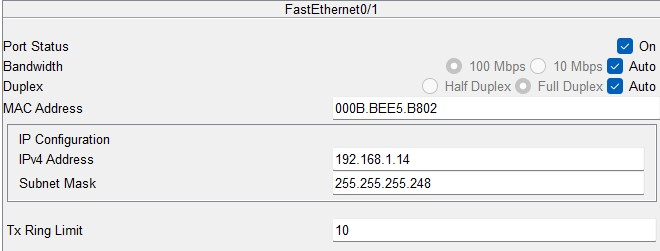 FastEthernet0/1
Port Status On
Bandwidth 100 Mbps 10 Mbps Auto
Duplex Half Duplex Full Duplex Auto
MAC Address 000B.BEE5.B802
IP Configuration
IPv4 Address 192.168.1.14
Subnet Mask 255.255.255.248
Tx Ring Limit 10